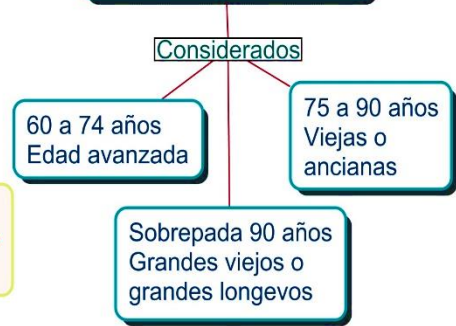 Considerados
60 a 74 años
Edad avanzada
75 a 90 años
Viejas o
ancianas
Sobrepada 90 años
Grandes viejos o
grandes longevos